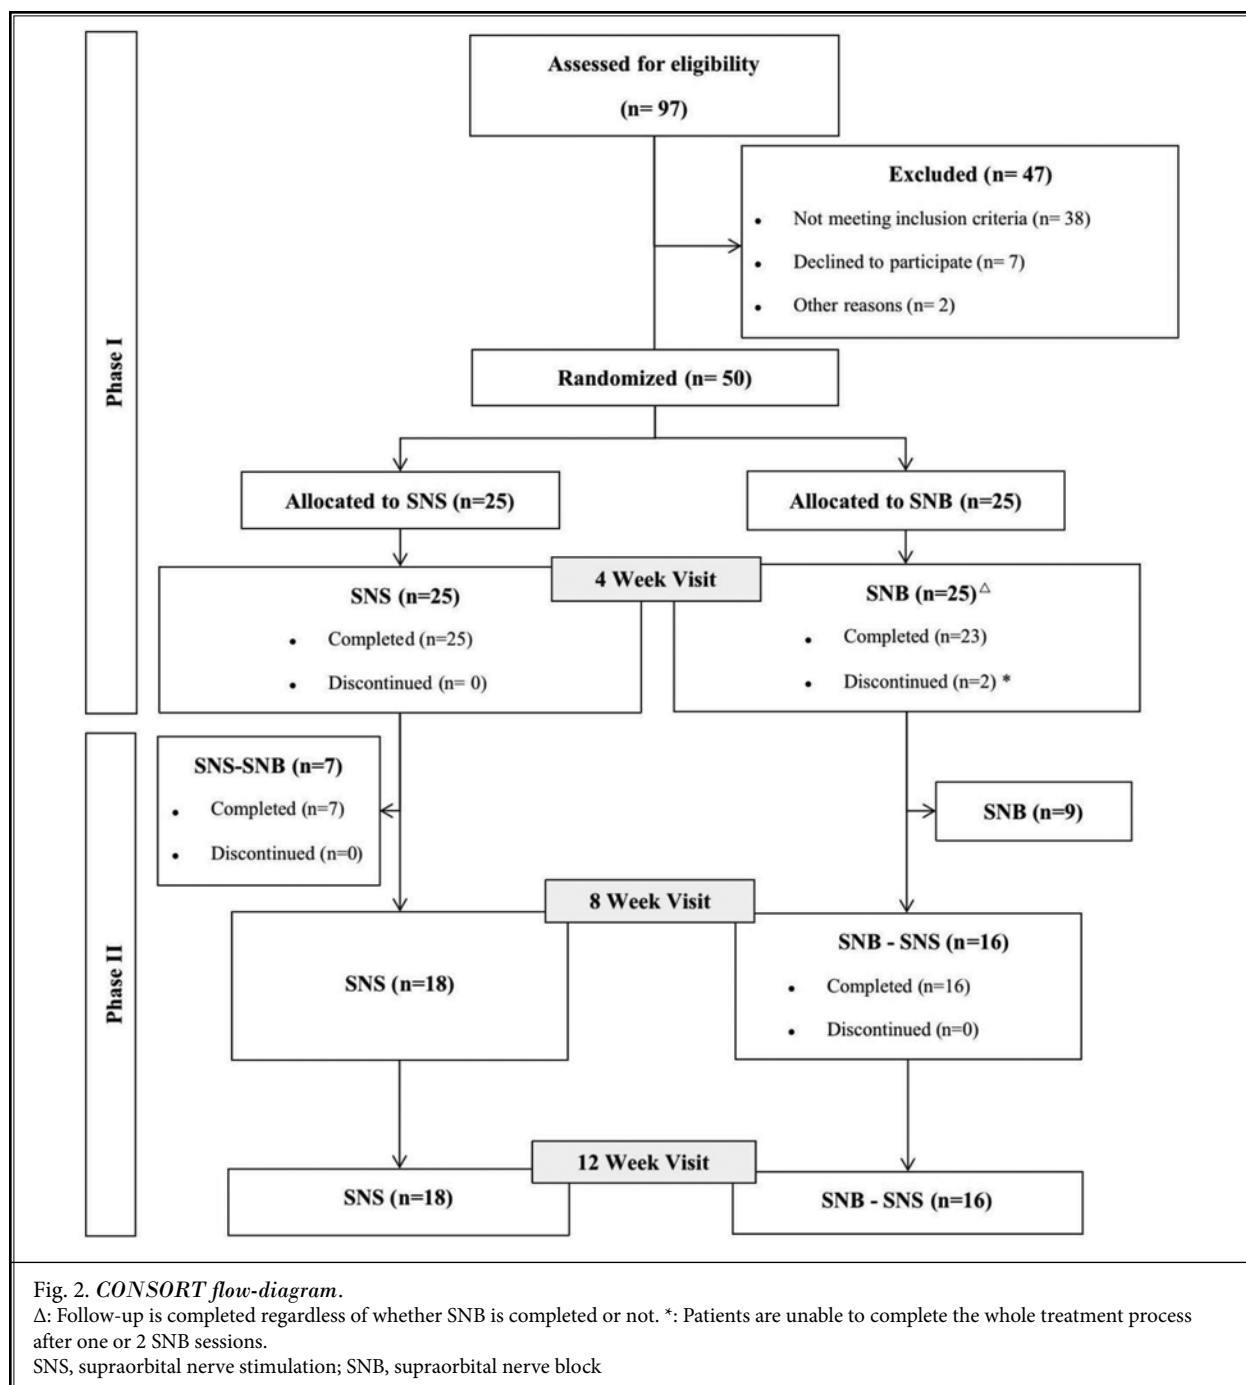 Assessed for eligibility
(n= 97)
Excluded (n= 47)
• Not meeting inclusion criteria (n= 38)
• Declined to participate (n= 7)
• Other reasons (n= 2)
Phase I
Randomized (n= 50)
Allocated to SNS (n=25)
Allocated to SNB (n=25)
4 Week Visit
SNS (n=25)
• Completed (n=25)
• Discontinued (n= 0)
SNB (n=25)△
• Completed (n=23)
• Discontinued (n=2) *
Phase II
SNS-SNB (n=7)
• Completed (n=7)
• Discontinued (n=0)
SNB (n=9)
8 Week Visit
SNS (n=18)
SNB - SNS (n=16)
• Completed (n=16)
• Discontinued (n=0)
12 Week Visit
SNS (n=18)
SNB - SNS (n=16)
Fig. 2. CONSORT flow-diagram.
Δ: Follow-up is completed regardless of whether SNB is completed or not. *: Patients are unable to complete the whole treatment process
after one or 2 SNB sessions.
SNS, supraorbital nerve stimulation; SNB, supraorbital nerve block